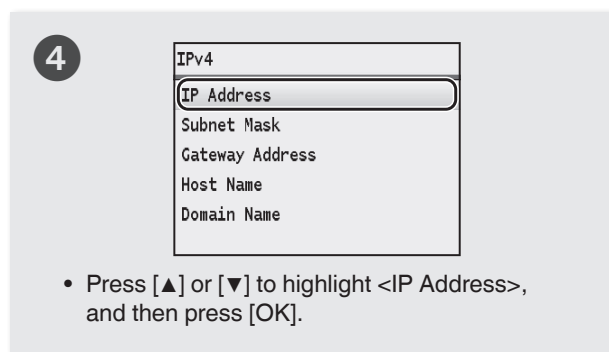 4
IPv4
IP Address
Subnet Mask
Gateway Address
Host Name
Domain Name
• Press [▲] or [▼] to highlight <IP Address>,
and then press [OK].